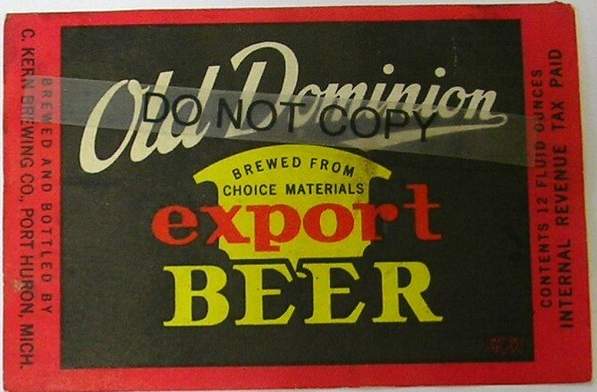 Old Dominion
DO NOT COPY
BREWED FROM
CHOICE MATERIALS
export
BEER
BREWED AND BOTTLED BY
C. KERN BREWING CO., PORT HURON, MICH.
CONTENTS 12 FLUID OUNCES
INTERNAL REVENUE TAX PAID